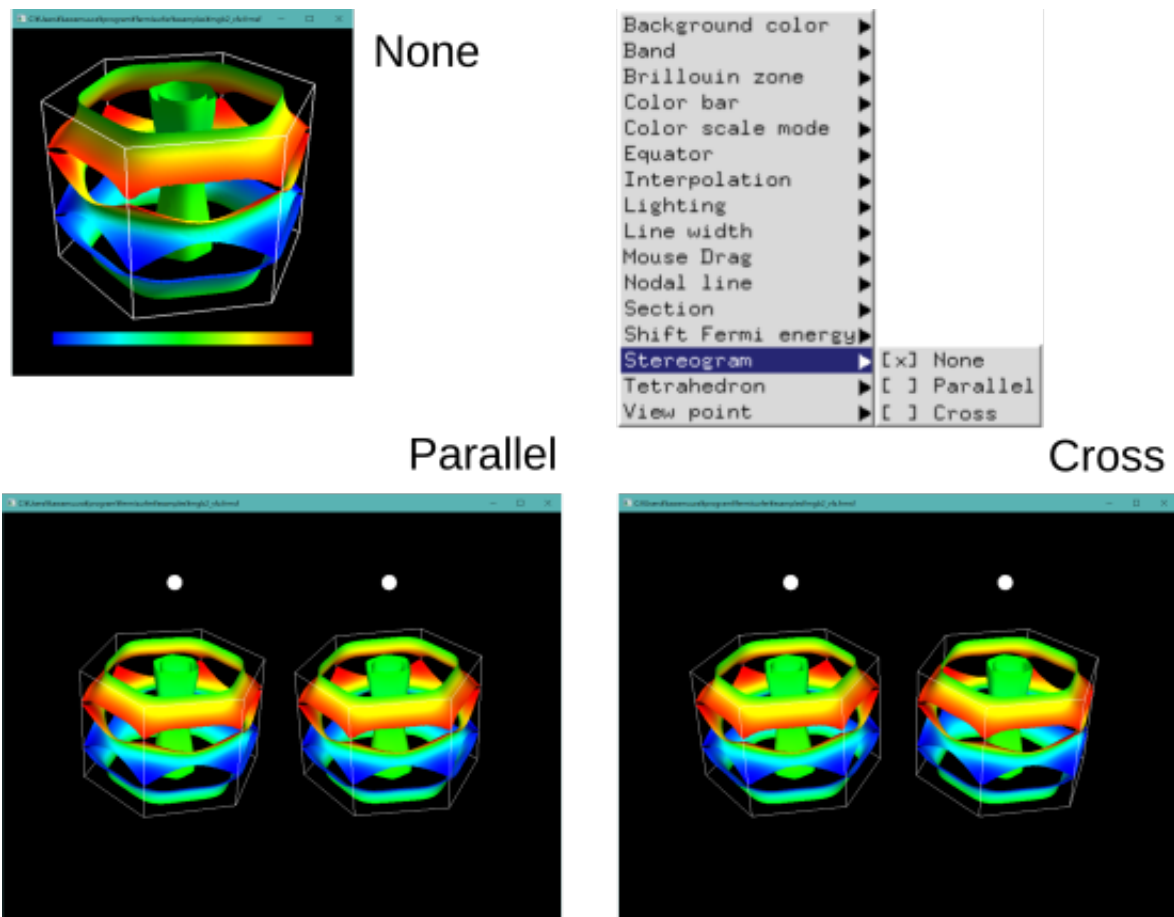 None
Background color
Band
Brillouin zone
Color bar
Color scale mode
Equator
Interpolation
Lighting
Line width
Mouse Drag
Nodal line
Section
Shift Fermi energy
Stereogram
[x] None
Tetrahedron
[ ] Parallel
View point
[ ] Cross
Parallel
Cross